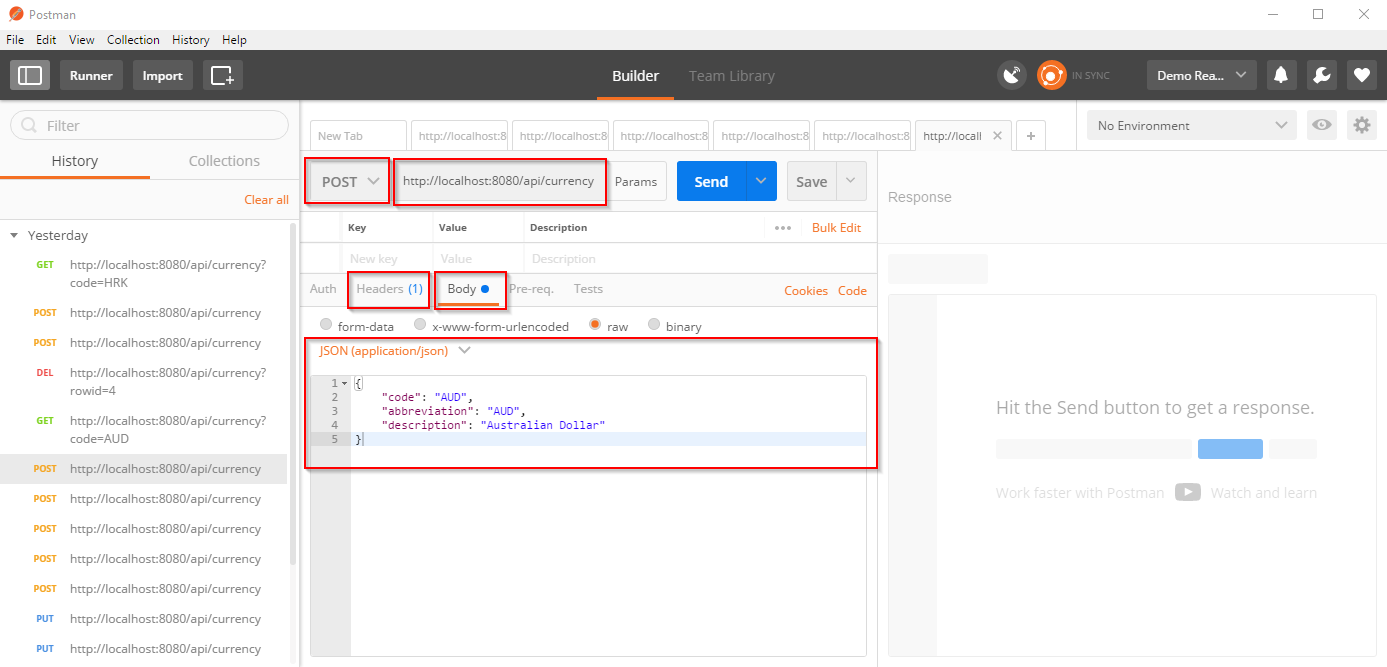 Postman
File Edit View Collection History Help
Runner Import Builder Team Library IN SYNC Demo Rea...
Filter
History Collections
Clear all
Yesterday
GET http://localhost:8080/api/currency?
code=HRK
POST http://localhost:8080/api/currency
POST http://localhost:8080/api/currency
DEL http://localhost:8080/api/currency?
rowid=4
GET http://localhost:8080/api/currency?
code=AUD
POST http://localhost:8080/api/currency
POST http://localhost:8080/api/currency
POST http://localhost:8080/api/currency
POST http://localhost:8080/api/currency
POST http://localhost:8080/api/currency
PUT http://localhost:8080/api/currency
PUT http://localhost:8080/api/currency
New Tab http://localhost:8 http://localhost:8 http://localhost:8 http://localhost:8 http://localhost:8 http://locall +
No Environment
POST http://localhost:8080/api/currency Params Send Save
Key Value Description ••• Bulk Edit
New key Value Description
Auth Headers (1) Body Pre-req. Tests Cookies Code
form-data x-www-form-urlencoded raw binary
JSON (application/json)
1 {
2 "code": "AUD",
3 "abbreviation": "AUD",
4 "description": "Australian Dollar"
5 }
Response
Hit the Send button to get a response.
Work faster with Postman Watch and learn